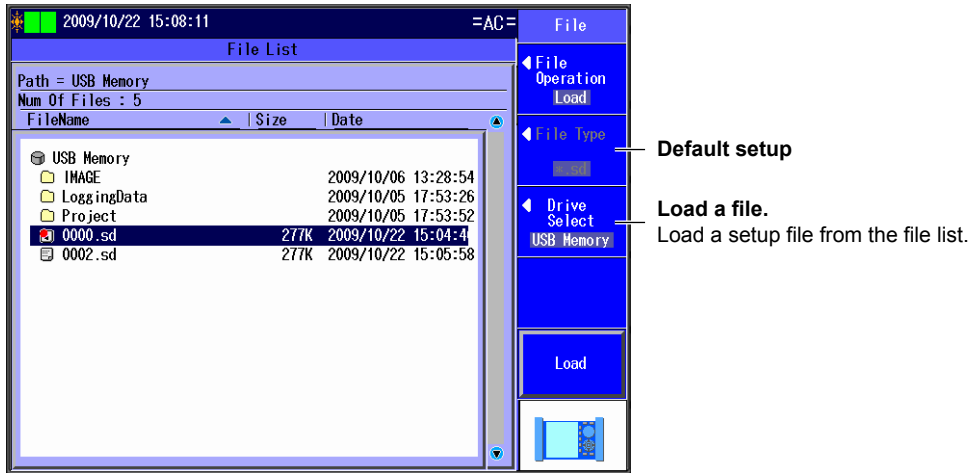 2009/10/22 15:08:11 =AC=
File List
Path = USB Memory
Num Of Files : 5
FileName Size Date
USB Memory
IMAGE 2009/10/06 13:28:54
LoggingData 2009/10/05 17:53:26
Project 2009/10/05 17:53:52
0000.sd 277K 2009/10/22 15:04:4
0002.sd 277K 2009/10/22 15:05:58
File
File
Operation
Load
File Type
*.sd
Drive
Select
USB Memory
Load
Default setup
Load a file.
Load a setup file from the file list.